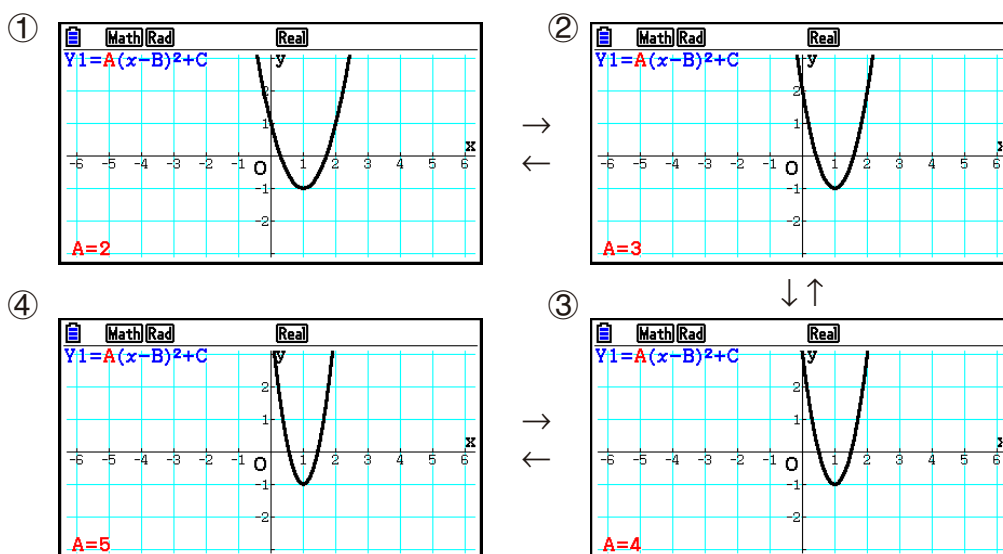 ①
Math Rad Real
Y1=A(x-B)²+C
y
2
1
x
-6 -5 -4 -3 -2 -1 O 1 2 3 4 5 6
-1
-2
A=2
→
←
②
Math Rad Real
Y1=A(x-B)²+C
y
2
1
x
-6 -5 -4 -3 -2 -1 O 1 2 3 4 5 6
-1
-2
A=3
↓↑
④
Math Rad Real
Y1=A(x-B)²+C
y
2
1
x
-6 -5 -4 -3 -2 -1 O 1 2 3 4 5 6
-1
-2
A=5
→
←
③
Math Rad Real
Y1=A(x-B)²+C
y
2
1
x
-6 -5 -4 -3 -2 -1 O 1 2 3 4 5 6
-1
-2
A=4